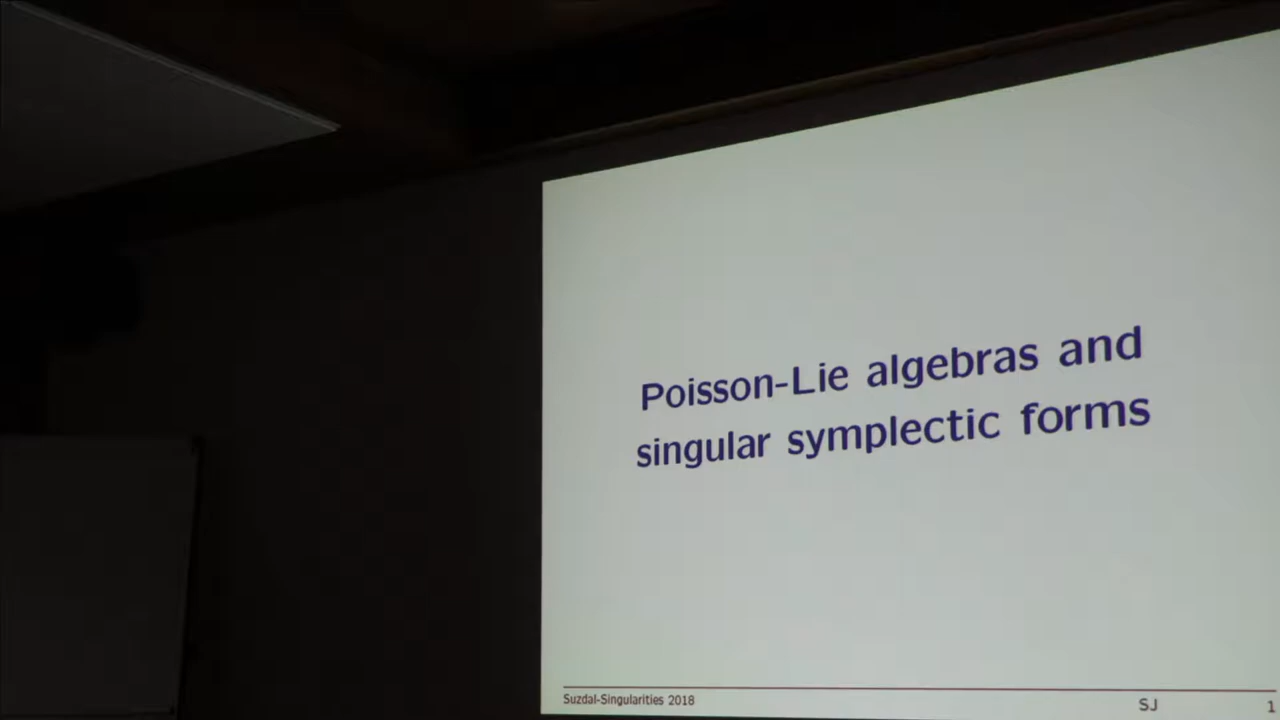 Poisson-Lie algebras and
singular symplectic forms
Suzdal-Singularities 2018 SJ 1